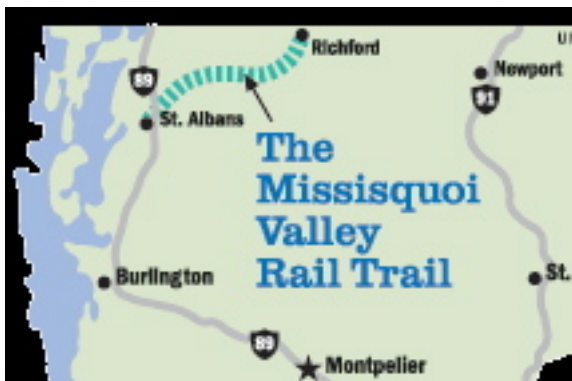 Richford
U
89
Newport
91
St. Albans
The
Missisquoi
Valley
Rail Trail
Burlington
St.
89
Montpelier